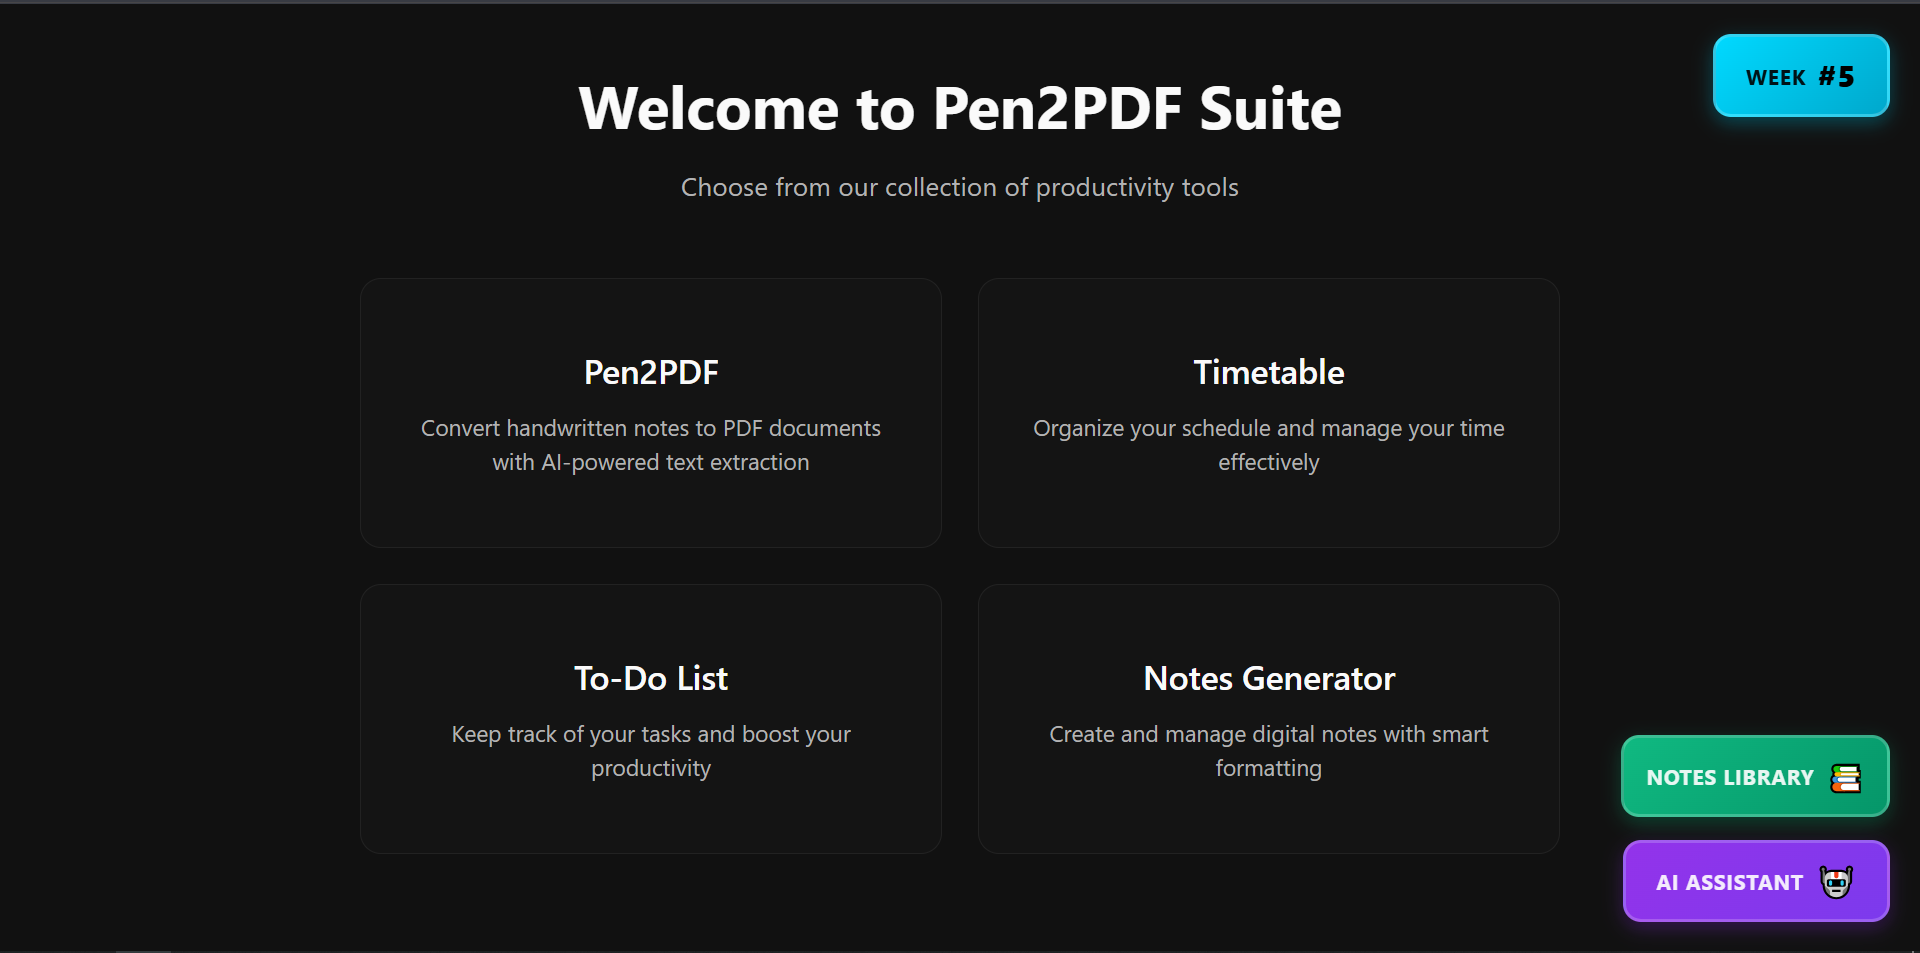 WEEK #5
Welcome to Pen2PDF Suite
Choose from our collection of productivity tools
Pen2PDF
Convert handwritten notes to PDF documents
with AI-powered text extraction
Timetable
Organize your schedule and manage your time
effectively
To-Do List
Keep track of your tasks and boost your
productivity
Notes Generator
Create and manage digital notes with smart
formatting
NOTES LIBRARY
AI ASSISTANT